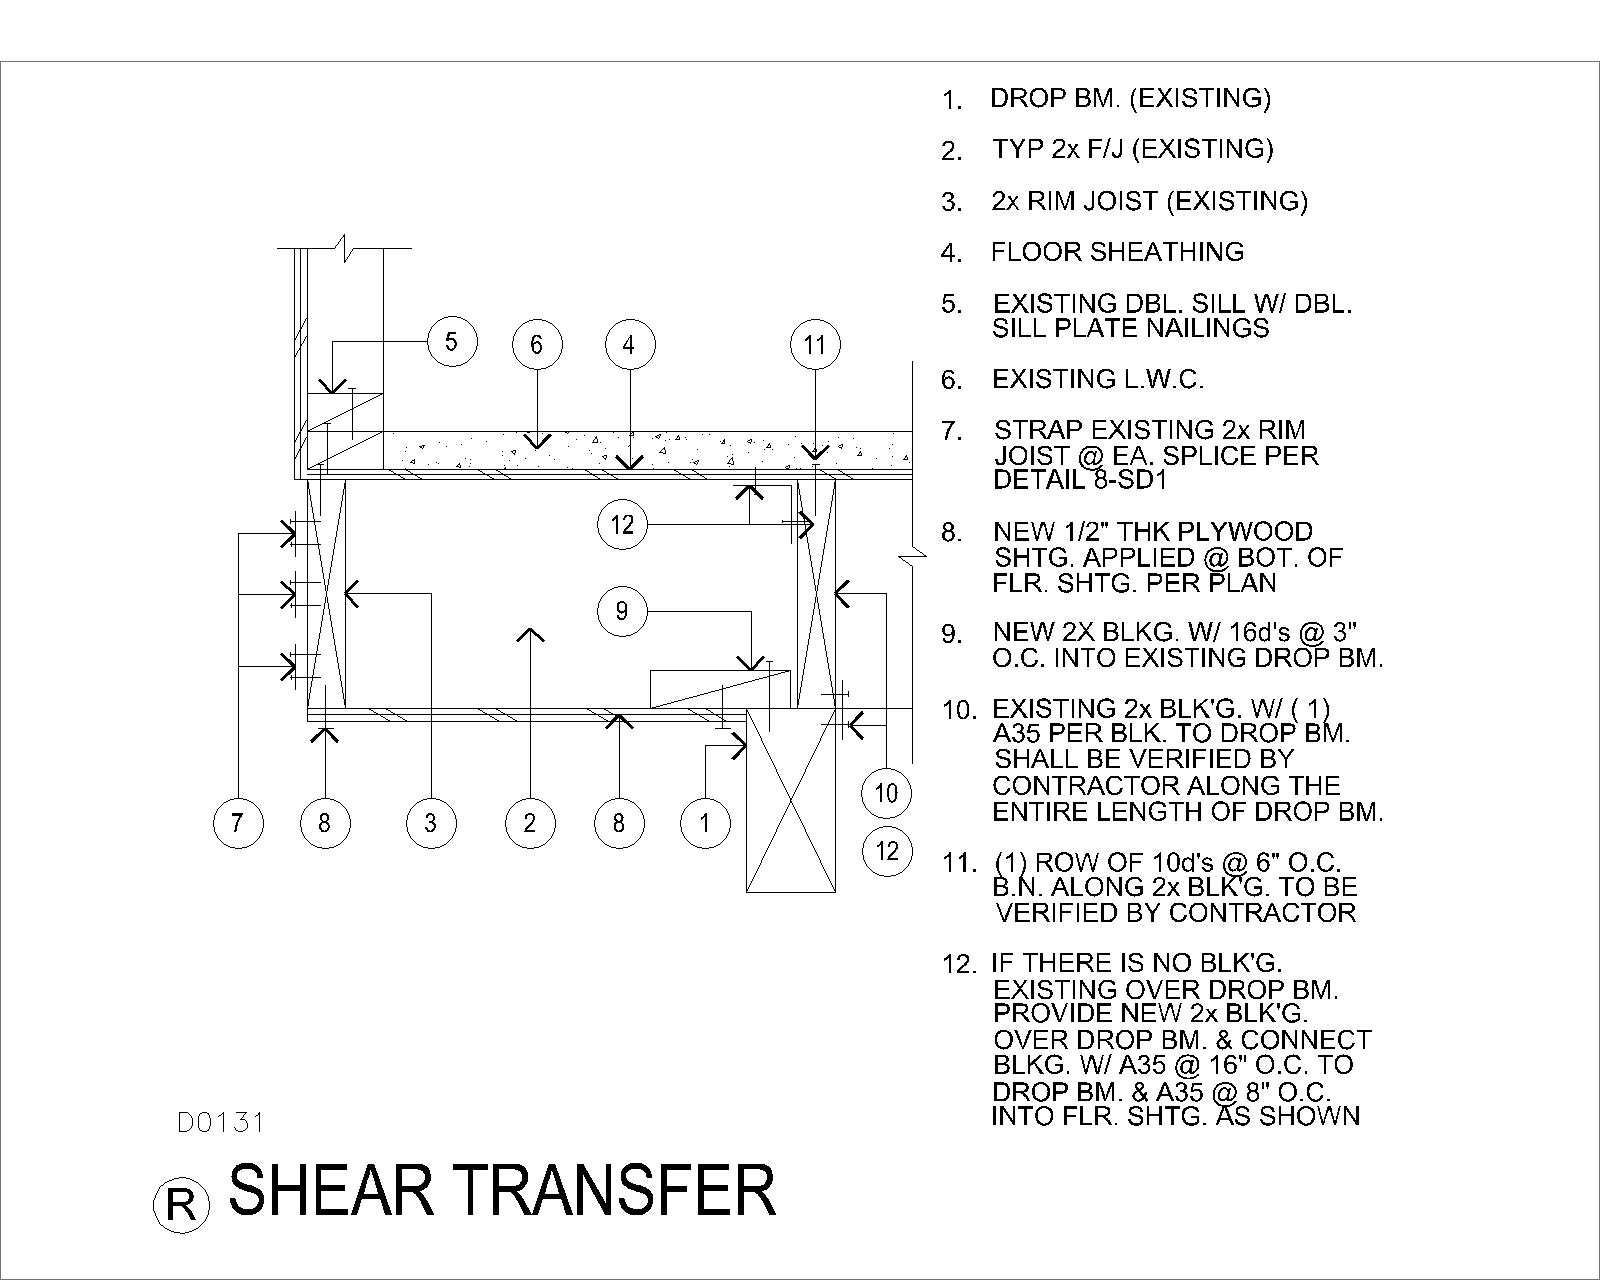 1. DROP BM. (EXISTING)
2. TYP 2x F/J (EXISTING)
3. 2x RIM JOIST (EXISTING)
4. FLOOR SHEATHING
5. EXISTING DBL. SILL W/ DBL.
SILL PLATE NAILINGS
6. EXISTING L.W.C.
7. STRAP EXISTING 2x RIM
JOIST @ EA. SPLICE PER
DETAIL 8-SD1
8. NEW 1/2" THK PLYWOOD
SHTG. APPLIED @ BOT. OF
FLR. SHTG. PER PLAN
9. NEW 2X BLKG. W/ 16d's @ 3"
O.C. INTO EXISTING DROP BM.
10. EXISTING 2x BLK'G. W/ ( 1)
A35 PER BLK. TO DROP BM.
SHALL BE VERIFIED BY
CONTRACTOR ALONG THE
ENTIRE LENGTH OF DROP BM.
11. (1) ROW OF 10d's @ 6" O.C.
B.N. ALONG 2x BLK'G. TO BE
VERIFIED BY CONTRACTOR
12. IF THERE IS NO BLK'G.
EXISTING OVER DROP BM.
PROVIDE NEW 2x BLK'G.
OVER DROP BM. & CONNECT
BLKG. W/ A35 @ 16" O.C. TO
DROP BM. & A35 @ 8" O.C.
INTO FLR. SHTG. AS SHOWN
5 6 4 11
12
9
10
7 8 3 2 8 1
12
D0131
R SHEAR TRANSFER